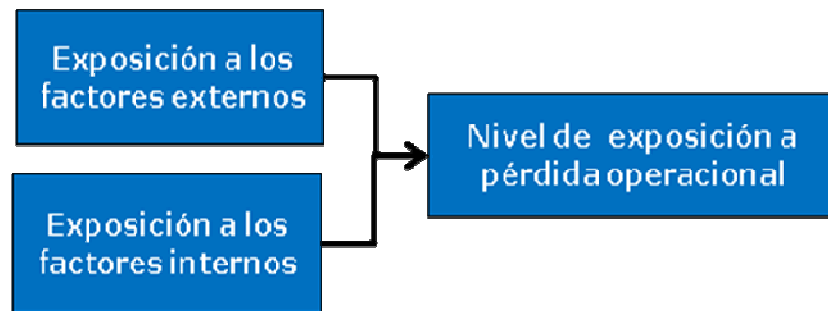 Exposición a los
factores externos
Exposición a los
factores internos
Nivel de exposición a
pérdida operacional